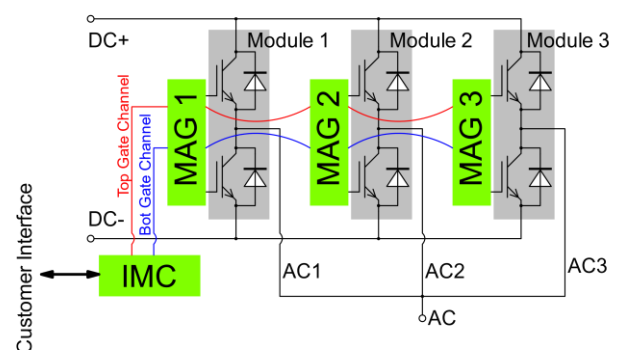 DC+
Module 1
Module 2
Module 3
MAG 1
MAG 2
MAG 3
Top Gate Channel
Bot Gate Channel
DC-
Customer Interface
IMC
AC1
AC2
AC3
AC